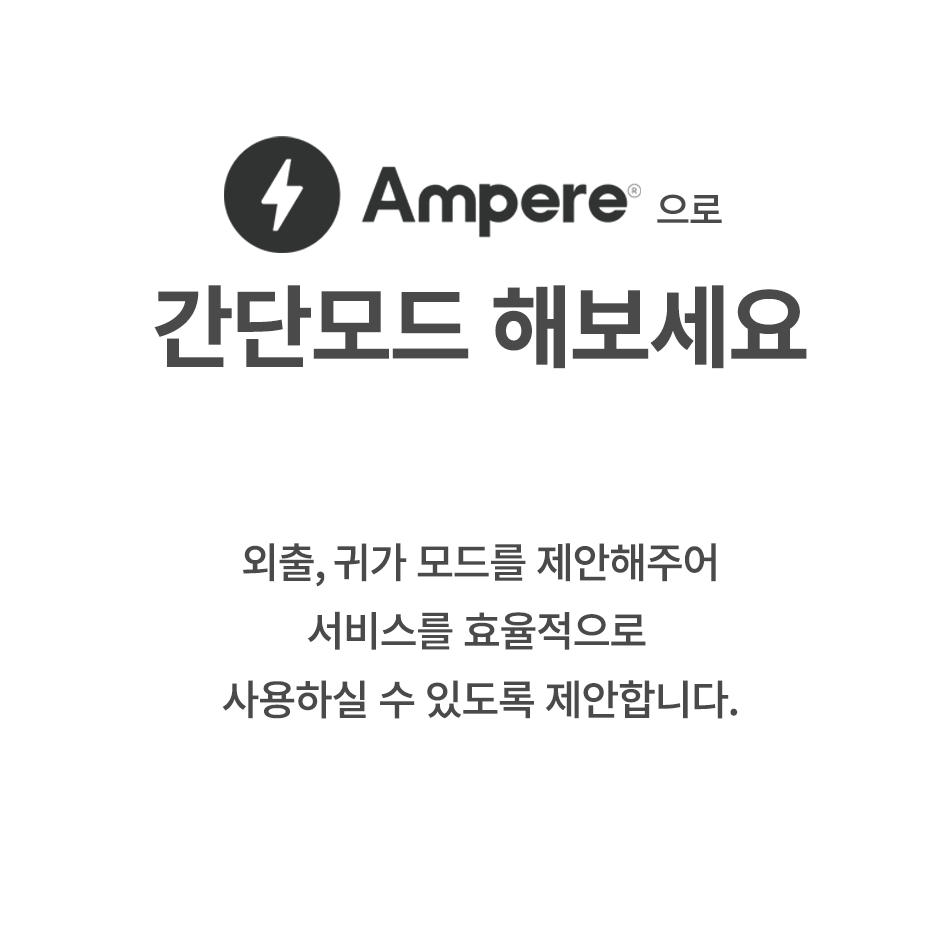 Ampere® 으로
간단모드 해보세요
외출, 귀가 모드를 제안해주어
서비스를 효율적으로
사용하실 수 있도록 제안합니다.